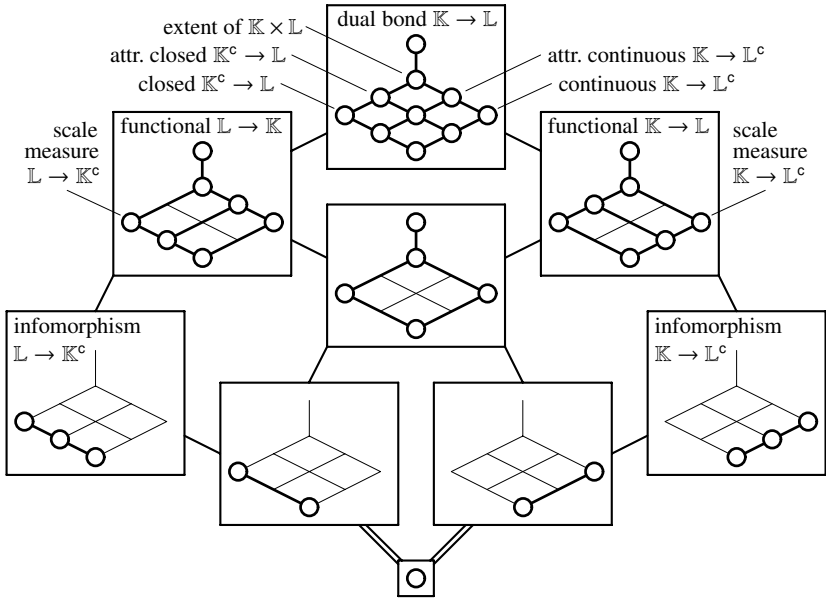 extent of 𝕂 × 𝕃
dual bond 𝕂 → 𝕃
attr. closed 𝕂ᶜ → 𝕃
attr. continuous 𝕂 → 𝕃ᶜ
closed 𝕂ᶜ → 𝕃
continuous 𝕂 → 𝕃ᶜ
scale
measure
𝕃 → 𝕂ᶜ
functional 𝕃 → 𝕂
functional 𝕂 → 𝕃
scale
measure
𝕂 → 𝕃ᶜ
infomorphism
𝕃 → 𝕂ᶜ
infomorphism
𝕂 → 𝕃ᶜ